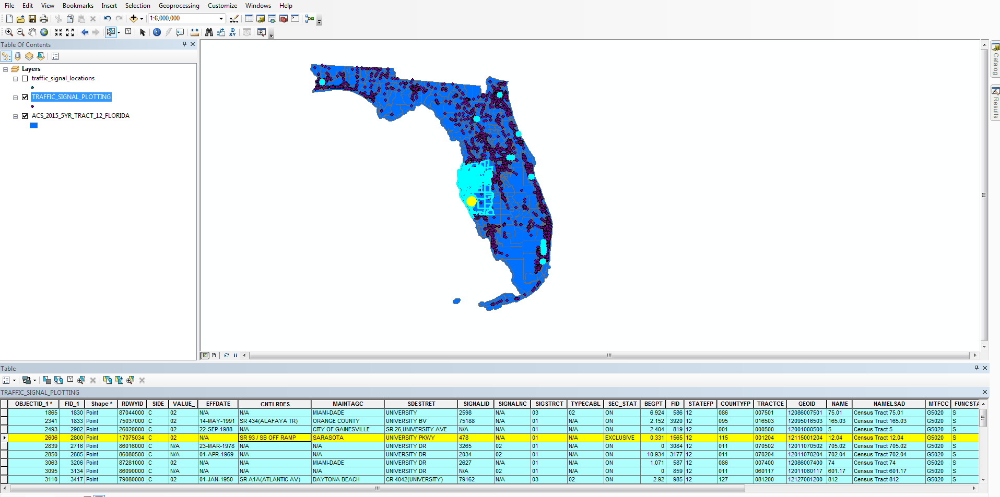 File Edit View Bookmarks Insert Selection Geoprocessing Customize Windows Help
1:6,000,000
Table Of Contents
Layers
traffic_signal_locations
TRAFFIC_SIGNAL_PLOTTING
ACS_2015_5YR_TRACT_12_FLORIDA
Catalog
Results
Table
TRAFFIC_SIGNAL_PLOTTING
OBJECTID_1 * FID_1 Shape * RDWYID SIDE VALUE_ EFFDATE CNTLRDES MAINTAGC SDESTRET SIGNALID SIGNALNC SIGSTRCT TYPECABL SEC_STAT BEGPT FID STATEFP COUNTYFP TRACTCE GEOID NAME NAMELSAD MTFCC FUNCSTA
1865 1830 Point 87044000 C 02 N/A N/A MIAMI-DADE UNIVERSITY 2598 N/A 03 02 ON 6.924 586 12 086 007501 12086007501 75.01 Census Tract 75.01 G5020 S
2341 1833 Point 75037000 C 02 14-MAY-1991 SR 434(ALAFAYA TR) ORANGE COUNTY UNIVERSITY BV 75188 N/A 01 N/A ON 2.152 3920 12 095 016503 12095016503 165.03 Census Tract 165.03 G5020 S
2493 2902 Point 26020000 C 02 22-SEP-1988 N/A CITY OF GAINESVILLE SR 26,UNIVERSITY AVE N/A N/A 01 N/A ON 2.404 819 12 001 000500 12001000500 5 Census Tract 5 G5020 S
2606 2800 Point 17075034 C 02 N/A SR 93 / SB OFF RAMP SARASOTA UNIVERSITY PKWY 478 N/A 01 N/A EXCLUSIVE 0.331 1565 12 115 001204 12115001204 12.04 Census Tract 12.04 G5020 S
2839 2716 Point 86016000 C N/A 23-MAR-1978 N/A N/A UNIVERSITY DR 3265 02 01 N/A ON 0 3084 12 011 070502 12011070502 705.02 Census Tract 705.02 G5020 S
2850 2885 Point 86080500 C N/A 01-APR-1969 N/A N/A UNIVERSITY DR 2034 02 01 N/A ON 10.934 3177 12 011 070204 12011070204 702.04 Census Tract 702.04 G5020 S
3063 3206 Point 87281000 C 02 N/A N/A MIAMI-DADE UNIVERSITY DR 2627 N/A 01 N/A ON 1.071 587 12 086 007400 12086007400 74 Census Tract 74 G5020 S
3095 3134 Point 86090000 C N/A N/A N/A N/A UNIVERSITY DR N/A 02 01 N/A ON 0 859 12 011 060117 12011060117 601.17 Census Tract 601.17 G5020 S
3110 3417 Point 79080000 C 02 01-JAN-1950 SR A1A(ATLANTIC AV) DAYTONA BEACH CR 4042(UNIVERSITY) 79162 N/A 03 02 ON 2.92 985 12 127 081200 12127081200 812 Census Tract 812 G5020 S